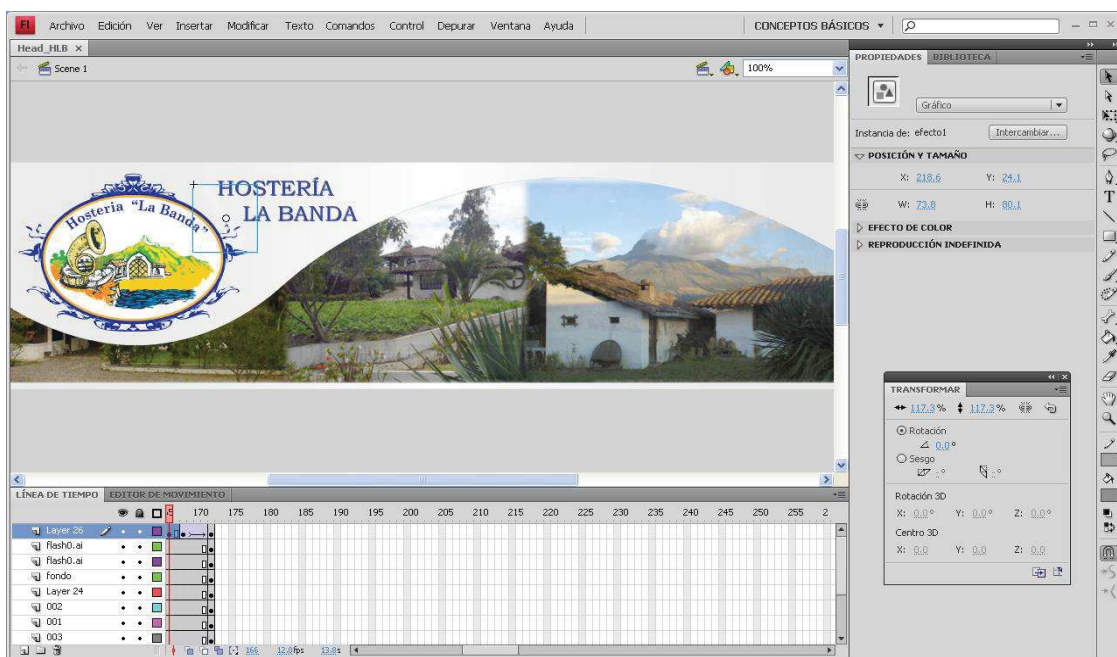 Fl Archivo Edición Ver Insertar Modificar Texto Comandos Control Depurar Ventana Ayuda CONCEPTOS BÁSICOS
Head_HLB ×
Scene 1 100%
PROPIEDADES BIBLIOTECA
Gráfico
Instancia de: efecto1 Intercambiar...
POSICIÓN Y TAMAÑO
X: 218.6 Y: 24.1
W: 73.8 H: 80.1
EFECTO DE COLOR
REPRODUCCIÓN INDEFINIDA
Hosteria "La Banda"
HOSTERÍA
LA BANDA
TRANSFORMAR
117.3% 117.3%
Rotación
0.0°
Sesgo
Rotación 3D
X: 0.0° Y: 0.0° Z: 0.0°
Centro 3D
X: 0.0 Y: 0.0 Z: 0.0
LÍNEA DE TIEMPO EDITOR DE MOVIMIENTO
170 175 180 185 190 195 200 205 210 215 220 225 230 235 240 245 250 255 2
Layer 26
flash0.ai
flash0.ai
fondo
Layer 24
002
001
003
166 12.0fps 13.8s